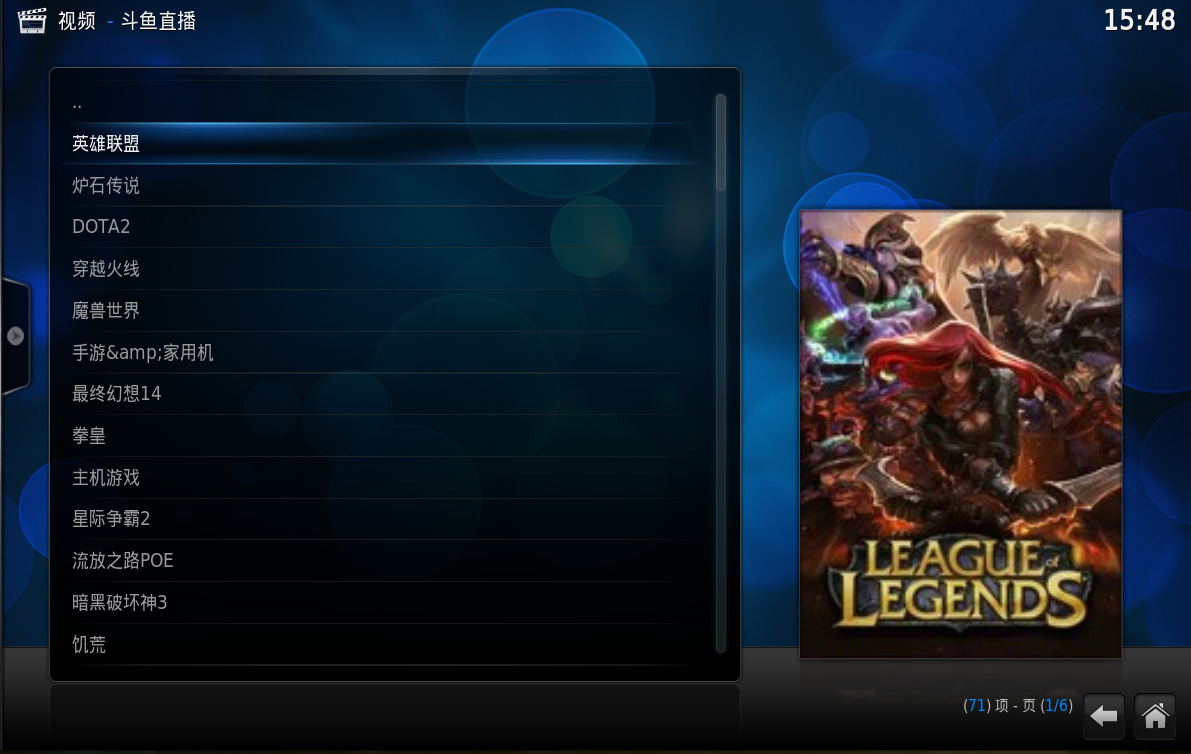 视频 - 斗鱼直播
15:48
..
英雄联盟
炉石传说
DOTA2
穿越火线
魔兽世界
手游&amp;家用机
最终幻想14
拳皇
主机游戏
星际争霸2
流放之路POE
暗黑破坏神3
饥荒
LEAGUE of
LEGENDS
(71) 项 - 页 (1/6)